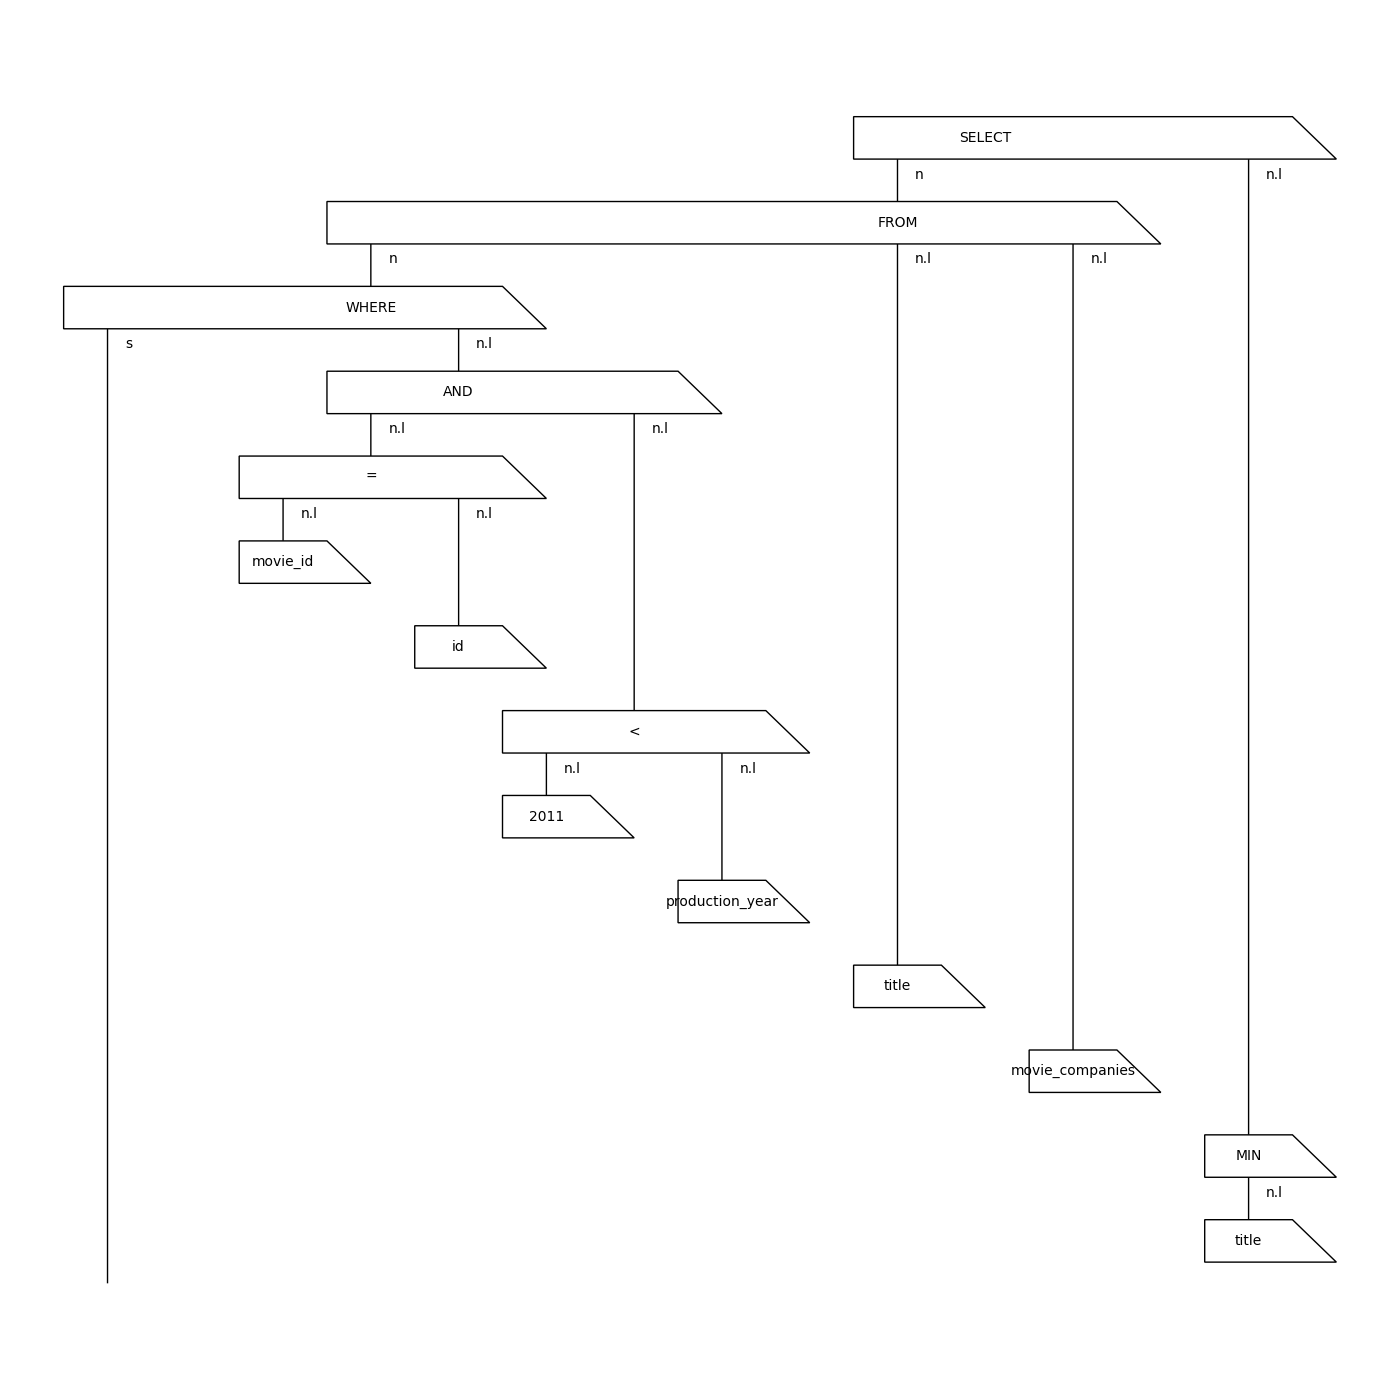 SELECT
n n.l
FROM
n n.l n.l
WHERE
s n.l
AND
n.l n.l
=
n.l n.l
movie_id
id
<
n.l n.l
2011
production_year
title
movie_companies
MIN
n.l
title